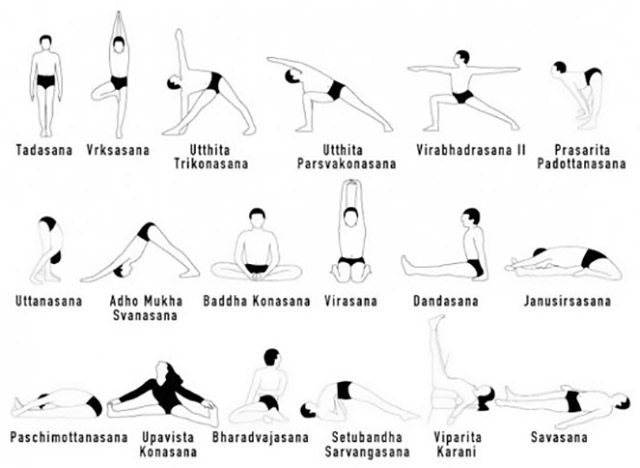 Tadasana
Vrksasana
Utthita
Trikonasana
Utthita
Parsvakonasana
Virabhadrasana II
Prasarita
Padottanasana
Uttanasana
Adho Mukha
Svanasana
Baddha Konasana
Virasana
Dandasana
Janusirsasana
Paschimottanasana
Upavista
Konasana
Bharadvajasana
Setubandha
Sarvangasana
Viparita
Karani
Savasana